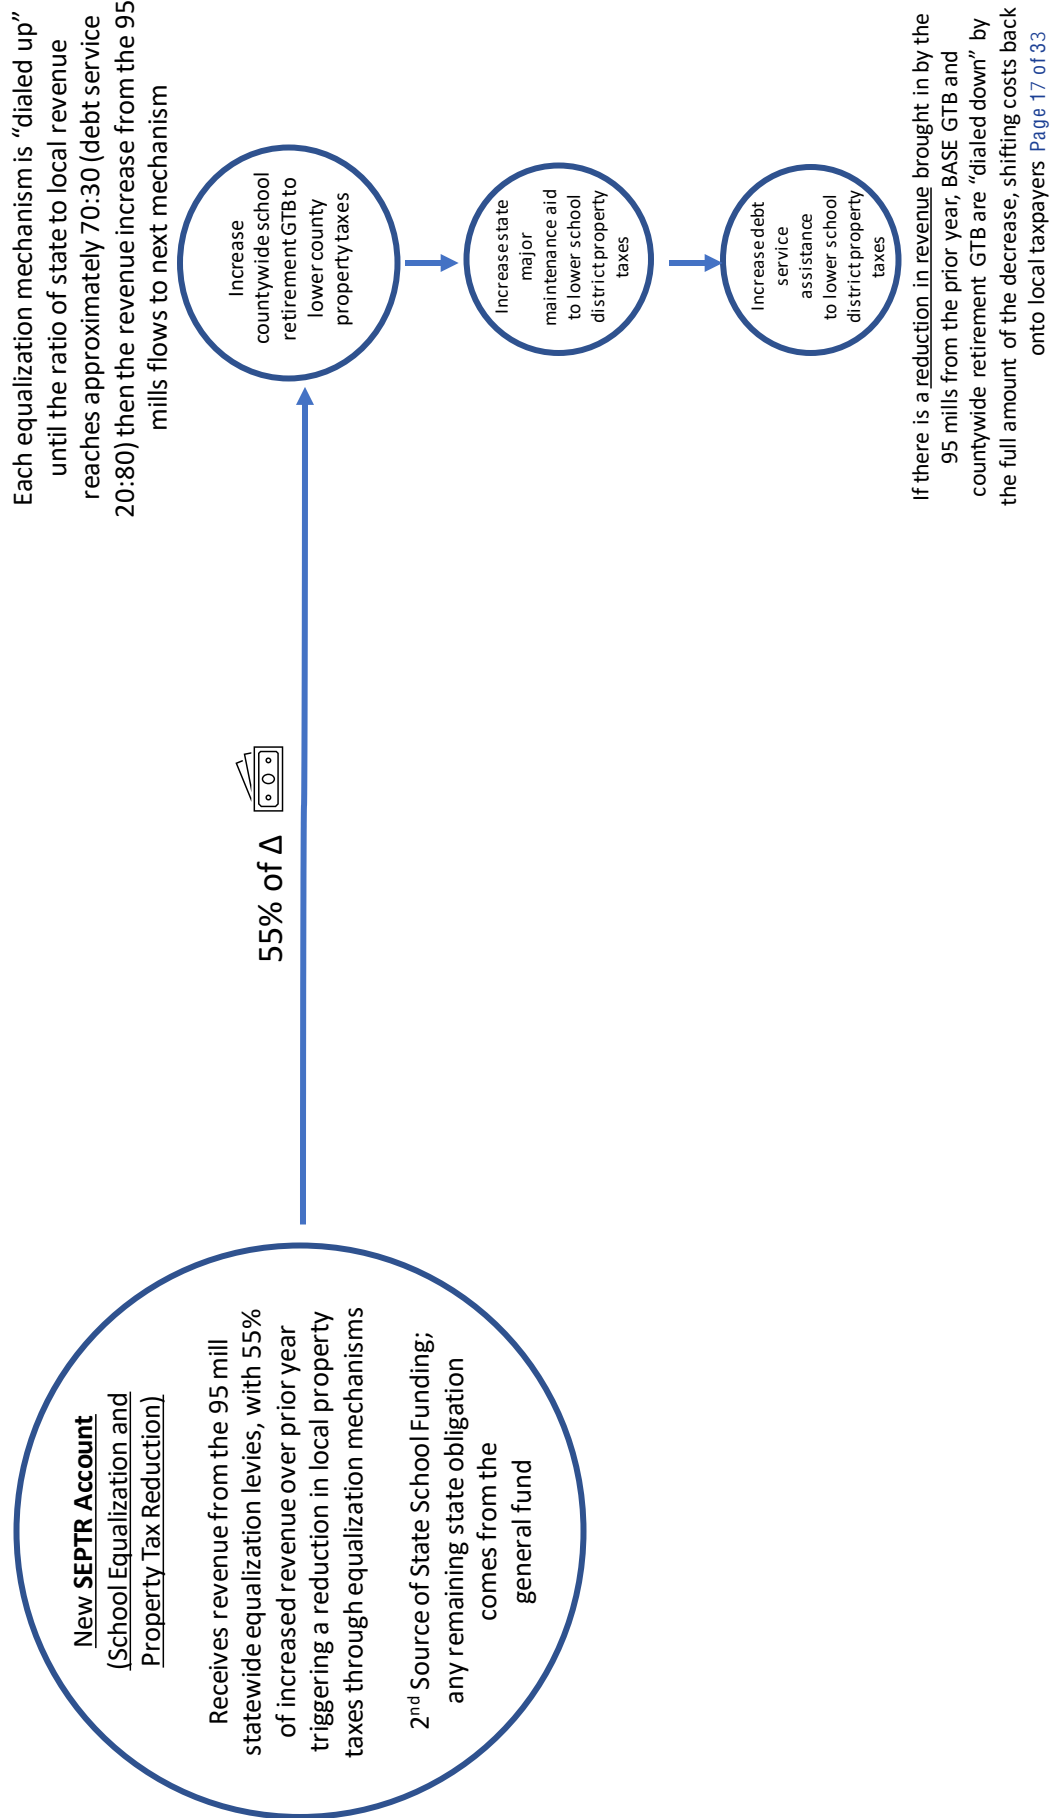 New SEPTR Account
(School Equalization and
Property Tax Reduction)
Receives revenue from the 95 mill
statewide equalization levies, with 55%
of increased revenue over prior year
triggering a reduction in local property
taxes through equalization mechanisms
2nd Source of State School Funding;
any remaining state obligation
comes from the
general fund
55% of Δ
Each equalization mechanism is “dialed up”
until the ratio of state to local revenue
reaches approximately 70:30 (debt service
20:80) then the revenue increase from the 95
mills flows to next mechanism
Increase
countywide school
retirement GTB to
lower county
property taxes
Increase state
major
maintenance aid
to lower school
district property
taxes
Increase debt
service
assistance
to lower school
district property
taxes
If there is a reduction in revenue brought in by the
95 mills from the prior year, BASE GTB and
countywide retirement GTB are “dialed down” by
the full amount of the decrease, shifting costs back
onto local taxpayers
Page 17 of 33